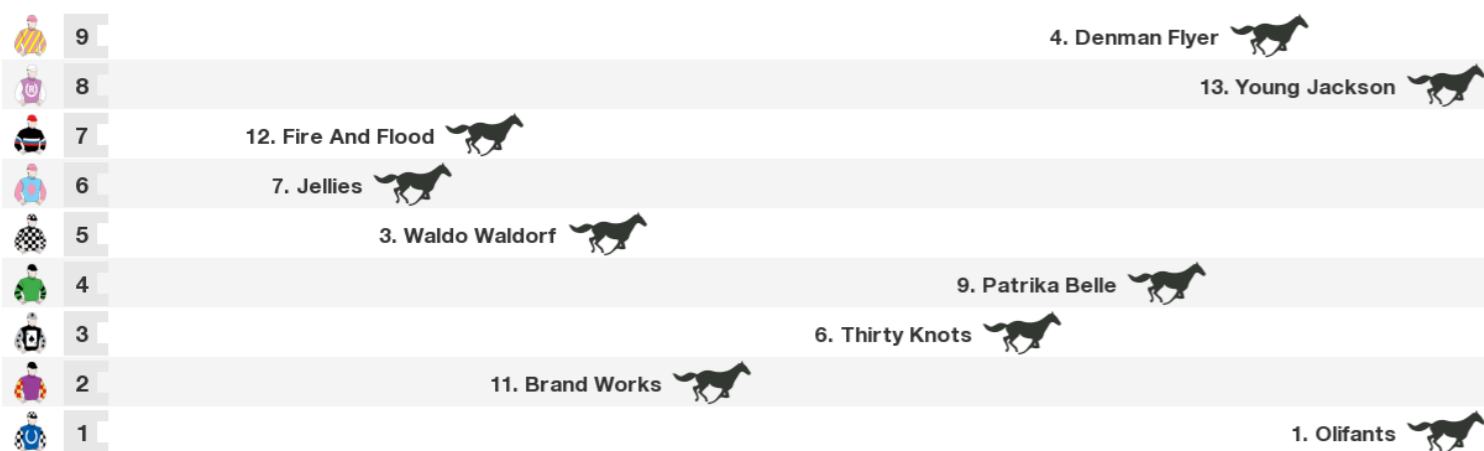 9 4. Denman Flyer
8 13. Young Jackson
7 12. Fire And Flood
6 7. Jellies
5 3. Waldo Waldorf
4 9. Patrika Belle
3 6. Thirty Knots
2 11. Brand Works
1 1. Olifants